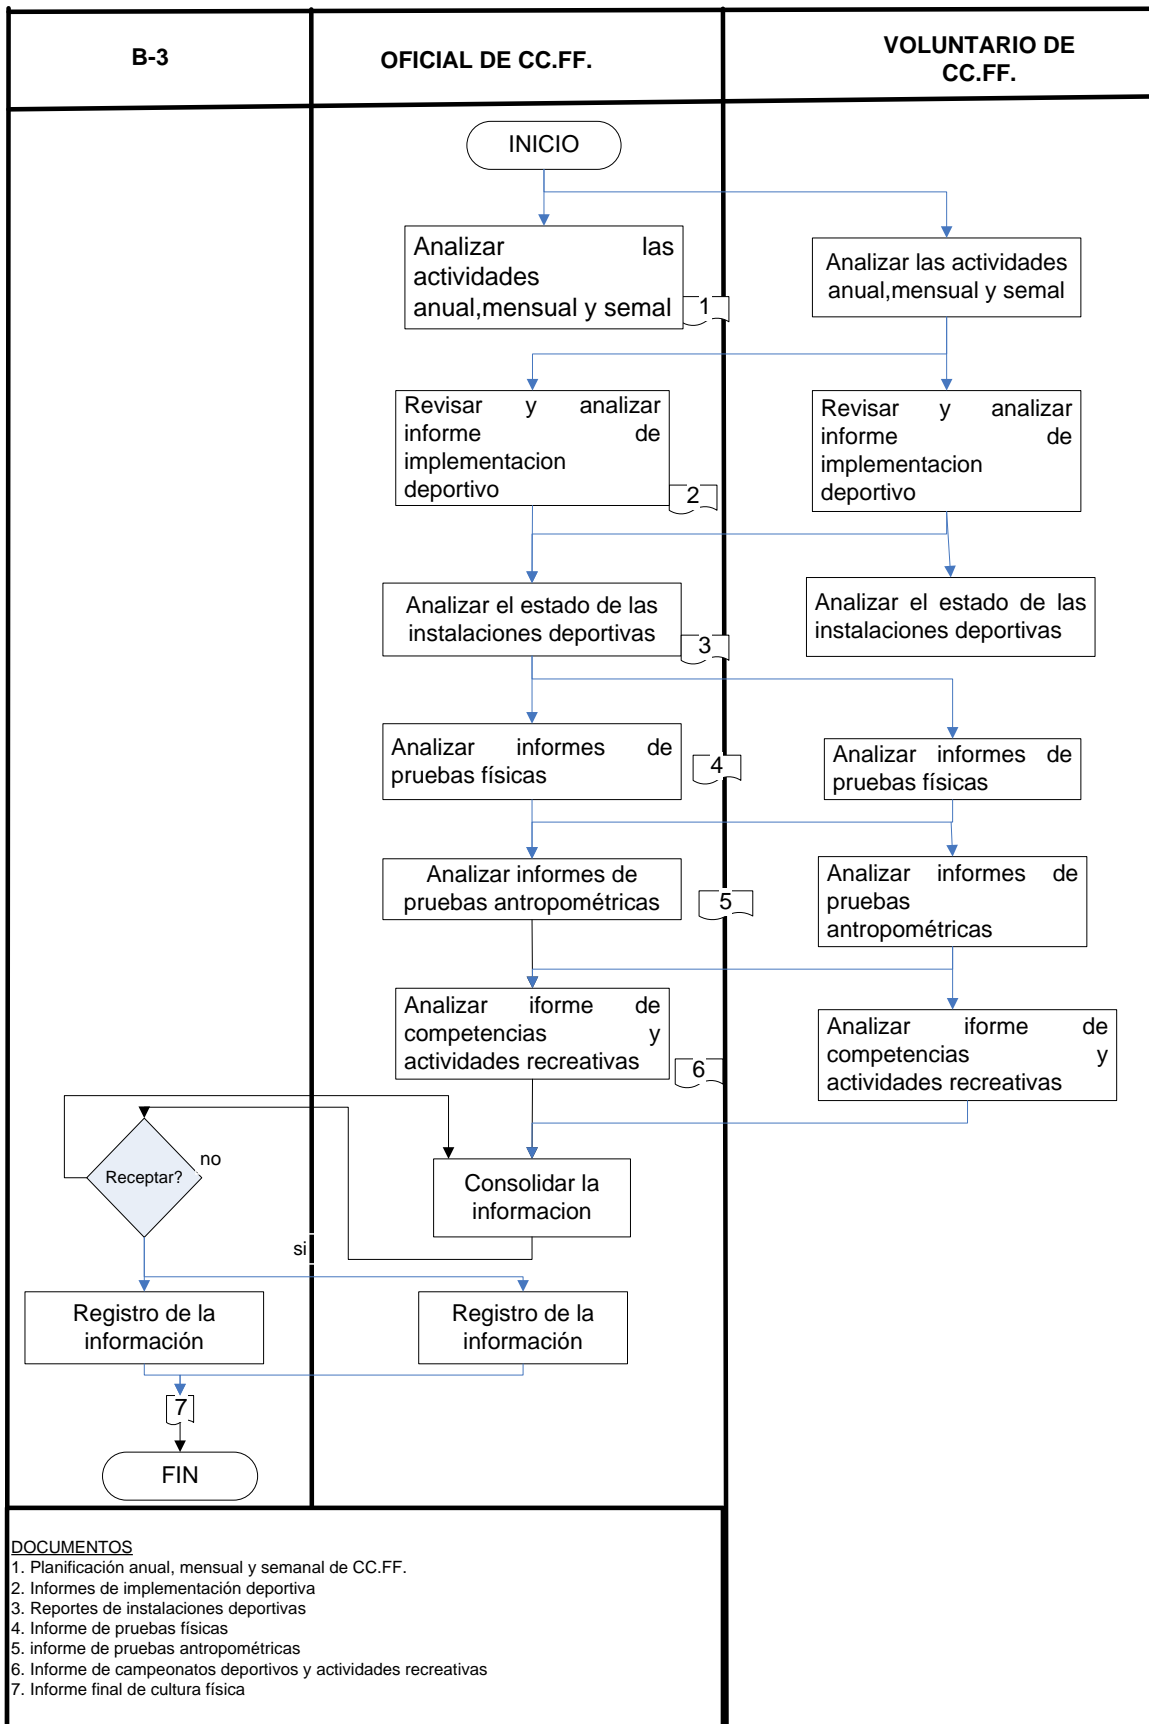 B-3
OFICIAL DE CC.FF.
VOLUNTARIO DE
CC.FF.
INICIO
Analizar las
actividades
anual,mensual y semal
1
Analizar las actividades
anual,mensual y semal
Revisar y analizar
informe de
implementacion
deportivo
2
Revisar y analizar
informe de
implementacion
deportivo
Analizar el estado de las
instalaciones deportivas
3
Analizar el estado de las
instalaciones deportivas
Analizar informes de
pruebas físicas
4
Analizar informes de
pruebas físicas
Analizar informes de
pruebas antropométricas
5
Analizar informes de
pruebas
antropométricas
Analizar iforme de
competencias y
actividades recreativas
6
Analizar iforme de
competencias y
actividades recreativas
Receptar?
no
Consolidar la
informacion
si
Registro de la
información
Registro de la
información
7
FIN
DOCUMENTOS
1. Planificación anual, mensual y semanal de CC.FF.
2. Informes de implementación deportiva
3. Reportes de instalaciones deportivas
4. Informe de pruebas físicas
5. informe de pruebas antropométricas
6. Informe de campeonatos deportivos y actividades recreativas
7. Informe final de cultura física